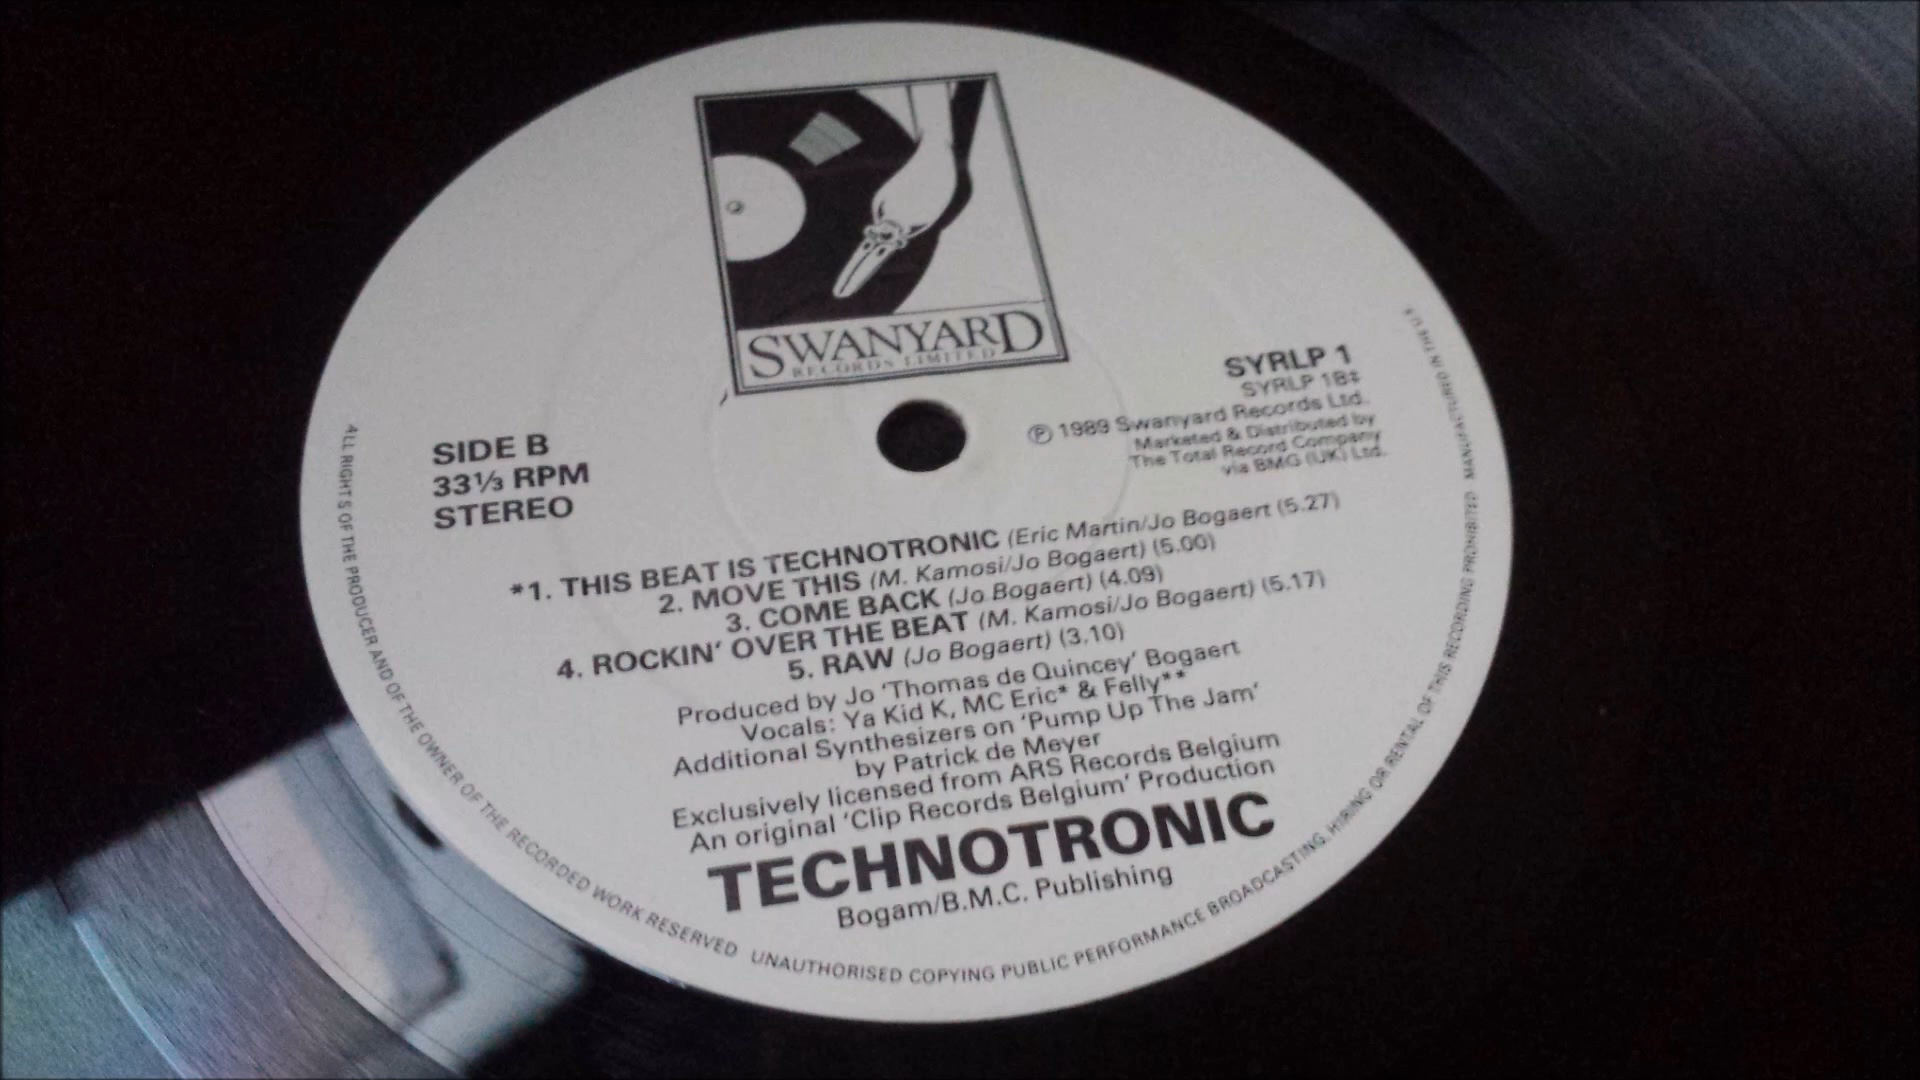 SWANYARD
RECORDS LIMITED
SYRLP 1
SYRLP 1B‡
℗ 1989 Swanyard Records Ltd.
Marketed & Distributed by
The Total Record Company
via BMG (UK) Ltd.
SIDE B
33⅓ RPM
STEREO
*1. THIS BEAT IS TECHNOTRONIC (Eric Martin/Jo Bogaert (5.27)
2. MOVE THIS (M. Kamosi/Jo Bogaert) (5.00)
3. COME BACK (Jo Bogaert) (4.09)
4. ROCKIN' OVER THE BEAT (M. Kamosi/Jo Bogaert) (5.17)
5. RAW (Jo Bogaert) (3.10)
Produced by Jo 'Thomas de Quincey' Bogaert
Vocals: Ya Kid K, MC Eric* & Felly**
Additional Synthesizers on 'Pump Up The Jam'
by Patrick de Meyer
Exclusively licensed from ARS Records Belgium
An original 'Clip Records Belgium' Production
TECHNOTRONIC
Bogam/B.M.C. Publishing
ALL RIGHTS OF THE PRODUCER AND OF THE OWNER OF THE RECORDED WORK RESERVED UNAUTHORISED COPYING PUBLIC PERFORMANCE BROADCASTING, HIRING OR RENTAL OF THIS RECORDING PROHIBITED MANUFACTURED IN THE U.K